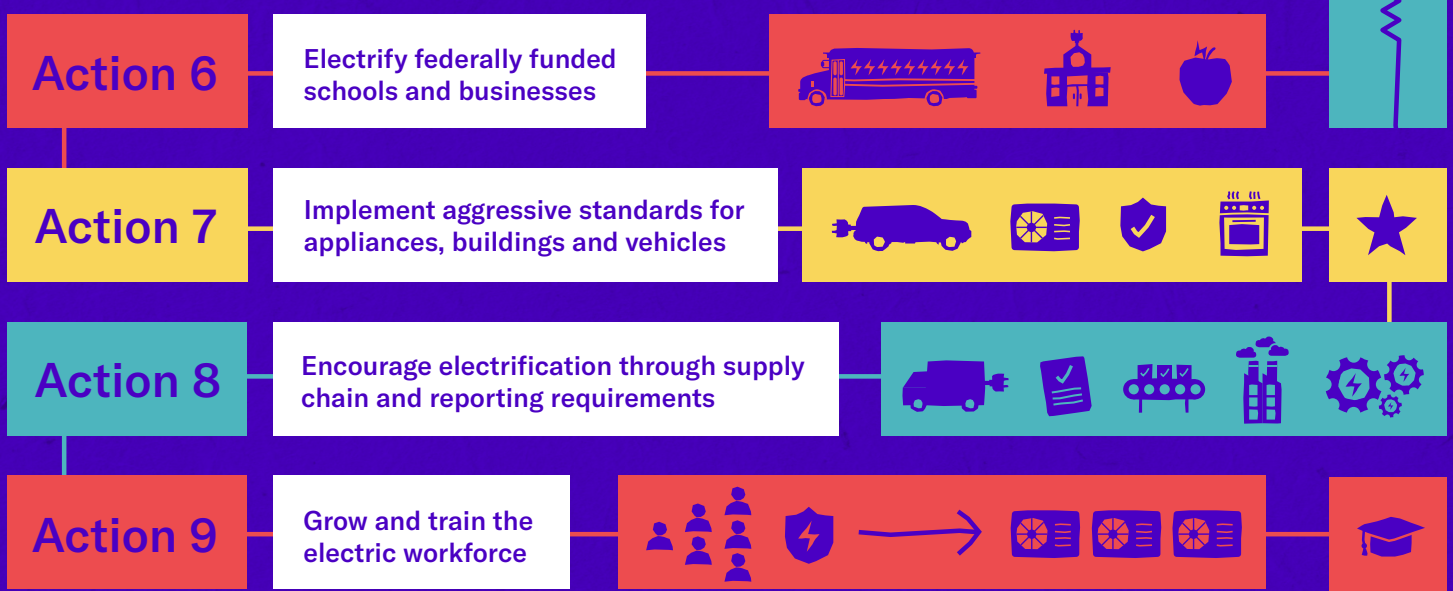 Action 6
Electrify federally funded
schools and businesses
Action 7
Implement aggressive standards for
appliances, buildings and vehicles
Action 8
Encourage electrification through supply
chain and reporting requirements
Action 9
Grow and train the
electric workforce